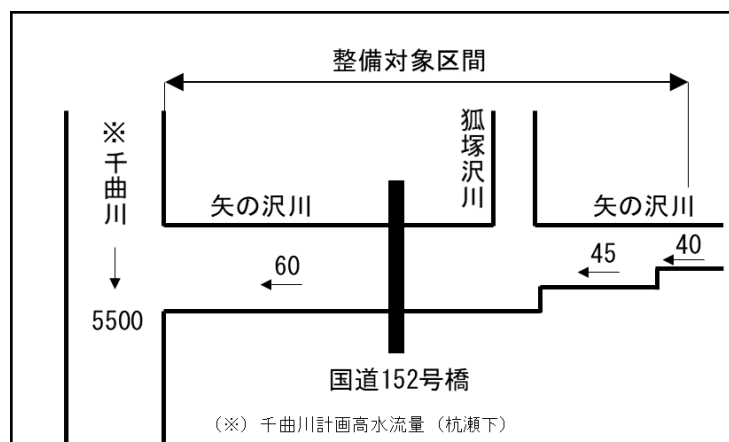 整備対象区間
※千曲川
狐塚沢川
矢の沢川
矢の沢川
60
45
40
5500
国道152号橋
（※）千曲川計画高水流量（杭瀬下）